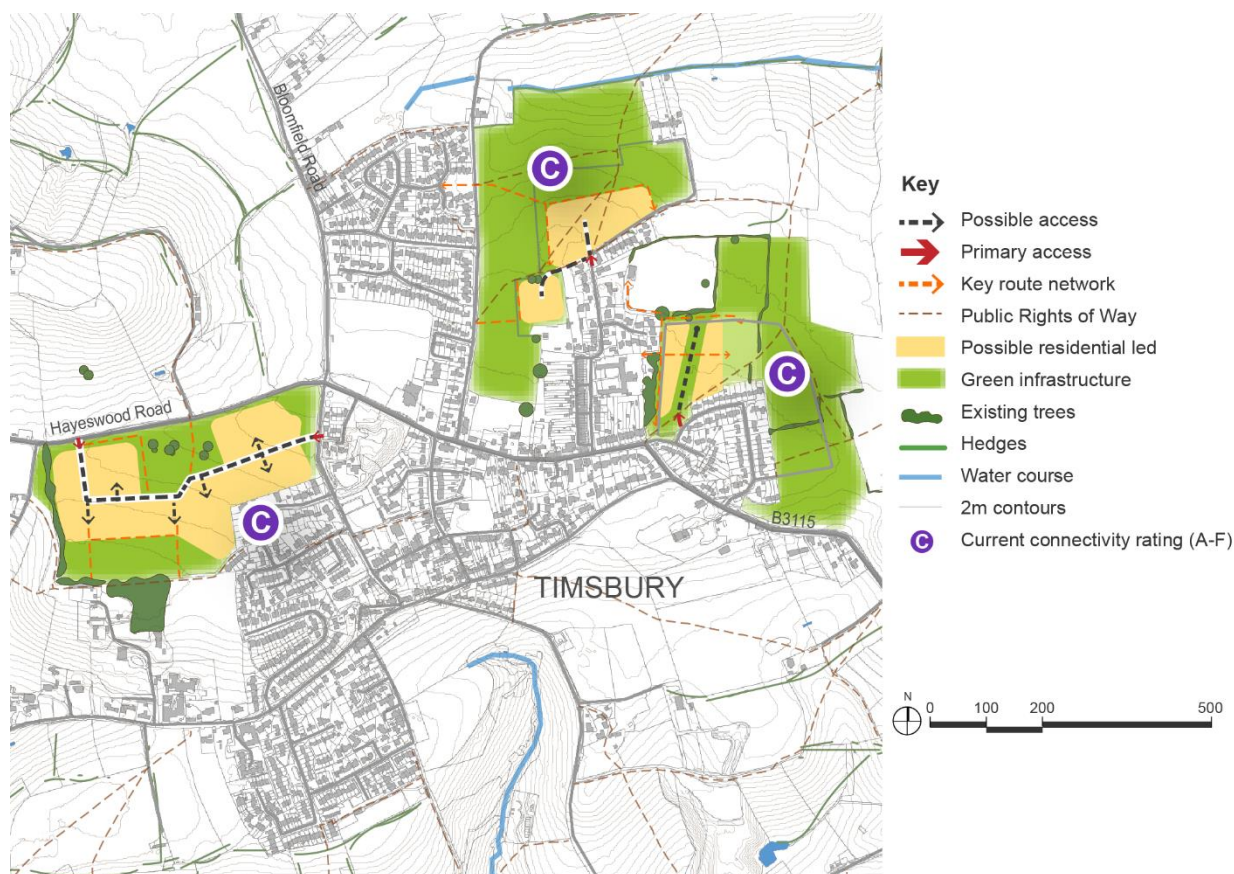 Bloomfield Road
C
C
Hayeswood Road
C
B3115
TIMSBURY
Key
Possible access
Primary access
Key route network
Public Rights of Way
Possible residential led
Green infrastructure
Existing trees
Hedges
Water course
2m contours
C Current connectivity rating (A-F)
N
0 100 200 500